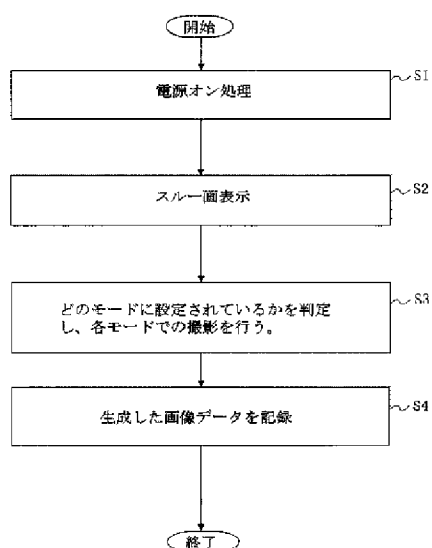 開始
電源オン処理
S1
スルー画表示
S2
どのモードに設定されているかを判定
し、各モードでの撮影を行う。
S3
生成した画像データを記録
S4
終了